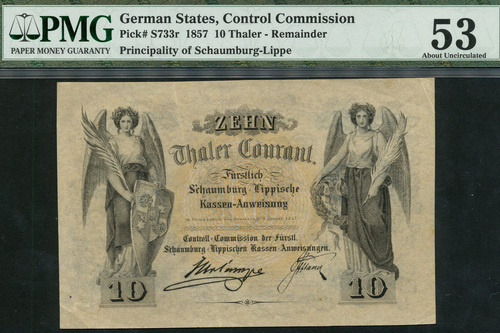 PMG
PAPER MONEY GUARANTY
German States, Control Commission
Pick# S733r 1857 10 Thaler - Remainder
Principality of Schaumburg-Lippe
53
About Uncirculated
ZEHN
Thaler Courant.
Fürstlich
Schaumburg-Lippische
Kassen-Anweisung
Controll-Commission der Fürstl.
Schaumburg-Lippischen Kassen-Anweisungen.
10
10